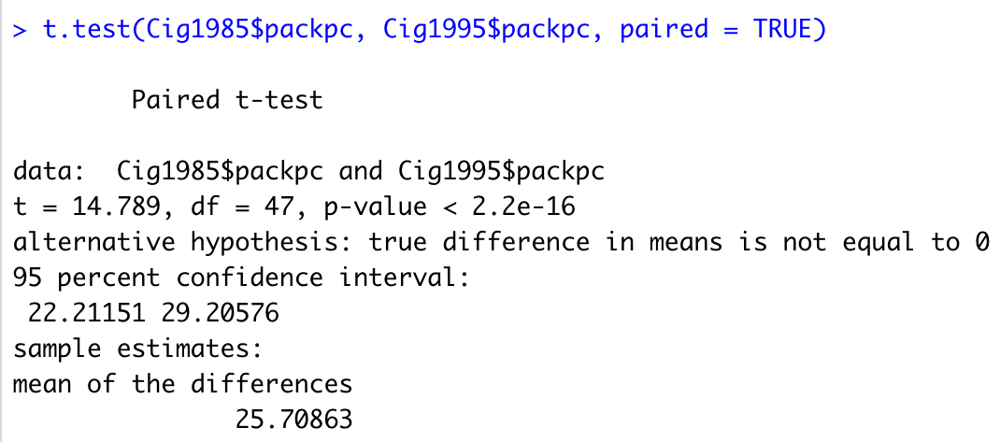 > t.test(Cig1985$packpc, Cig1995$packpc, paired = TRUE)
Paired t-test
data:  Cig1985$packpc and Cig1995$packpc
t = 14.789, df = 47, p-value < 2.2e-16
alternative hypothesis: true difference in means is not equal to 0
95 percent confidence interval:
22.21151 29.20576
sample estimates:
mean of the differences
25.70863